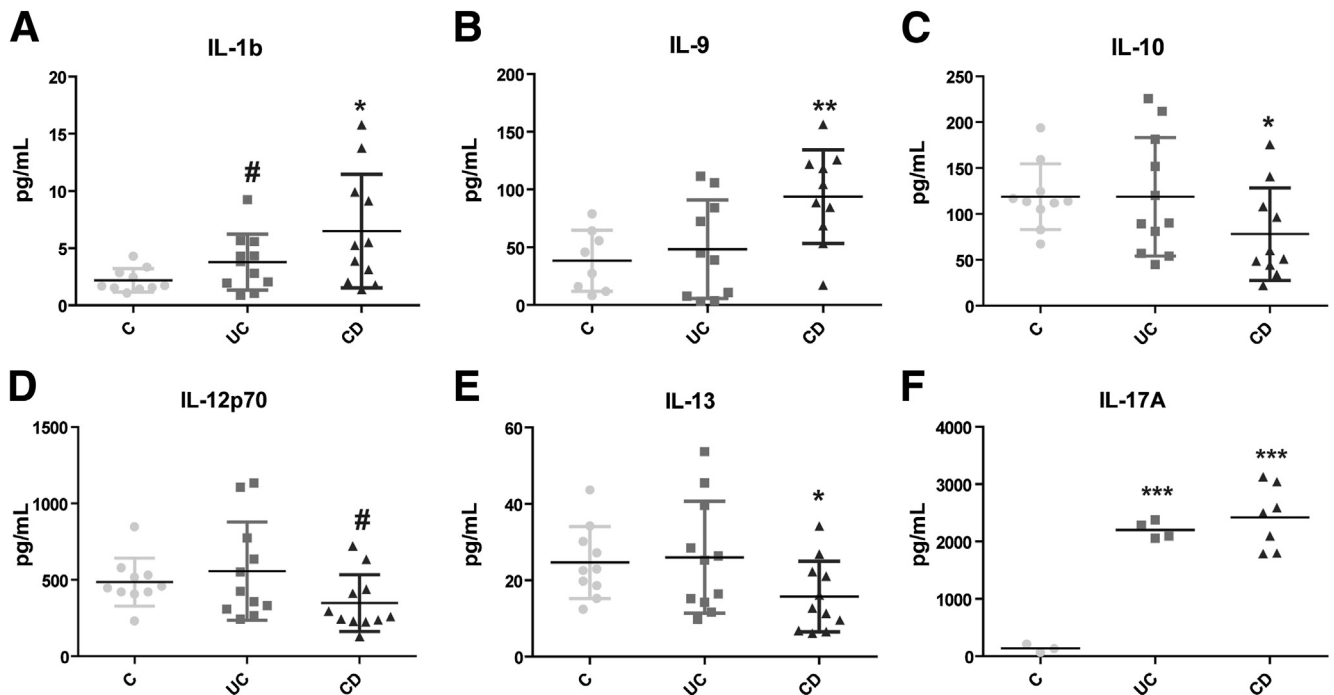 A
IL-1b
pg/mL
20
15
10
5
0
#
*
C
UC
CD
B
IL-9
pg/mL
200
150
100
50
0
**
C
UC
CD
C
IL-10
pg/mL
250
200
150
100
50
0
*
C
UC
CD
D
IL-12p70
pg/mL
1500
1000
500
0
#
C
UC
CD
E
IL-13
pg/mL
60
40
20
0
*
C
UC
CD
F
IL-17A
pg/mL
4000
3000
2000
1000
0
***
***
C
UC
CD